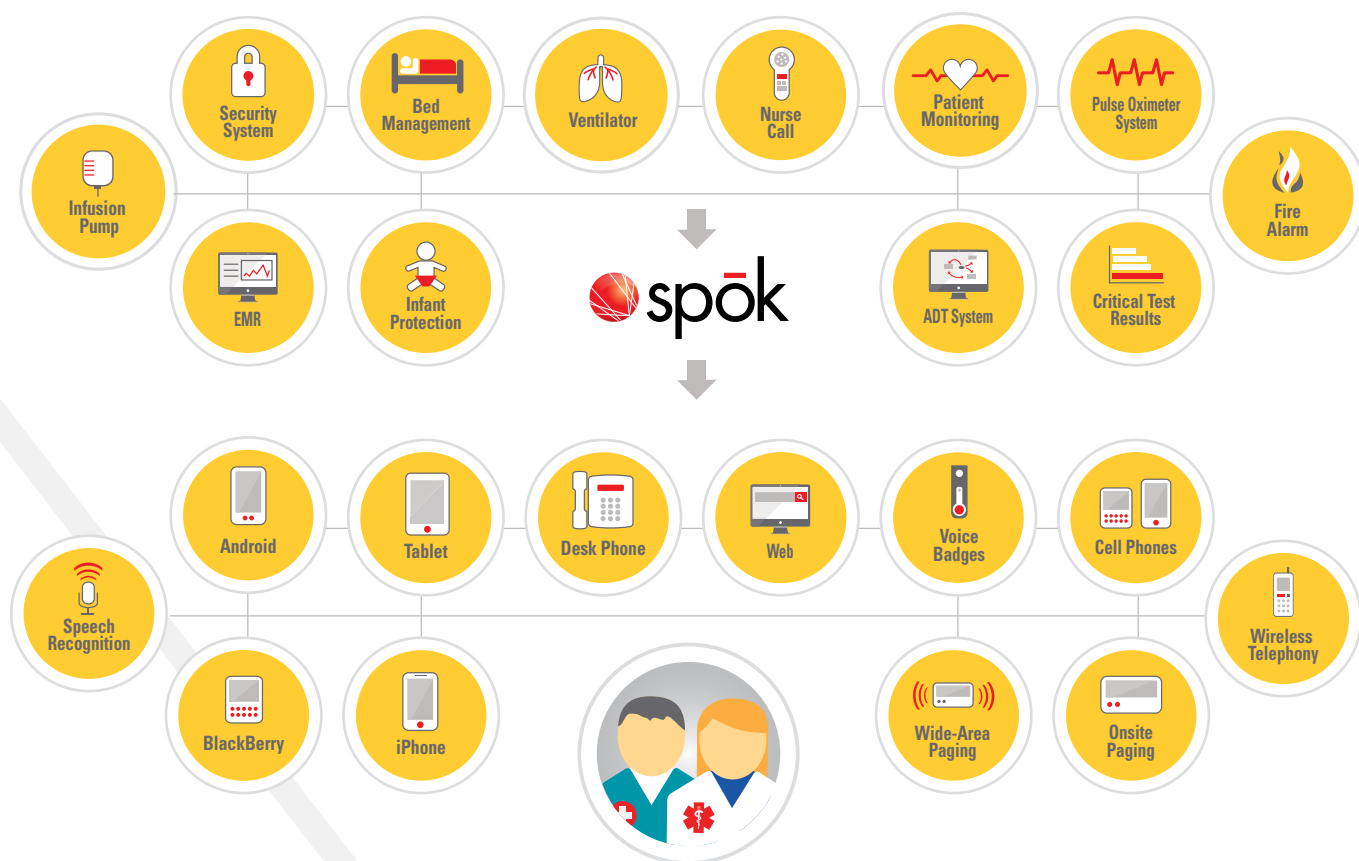 Security
System
Bed
Management
Ventilator
Nurse
Call
Patient
Monitoring
Pulse Oximeter
System
Infusion
Pump
Fire
Alarm
EMR
Infant
Protection
spōk
ADT System
Critical Test
Results
Android
Tablet
Desk Phone
Web
Voice
Badges
Cell Phones
Speech
Recognition
Wireless
Telephony
BlackBerry
iPhone
Wide-Area
Paging
Onsite
Paging